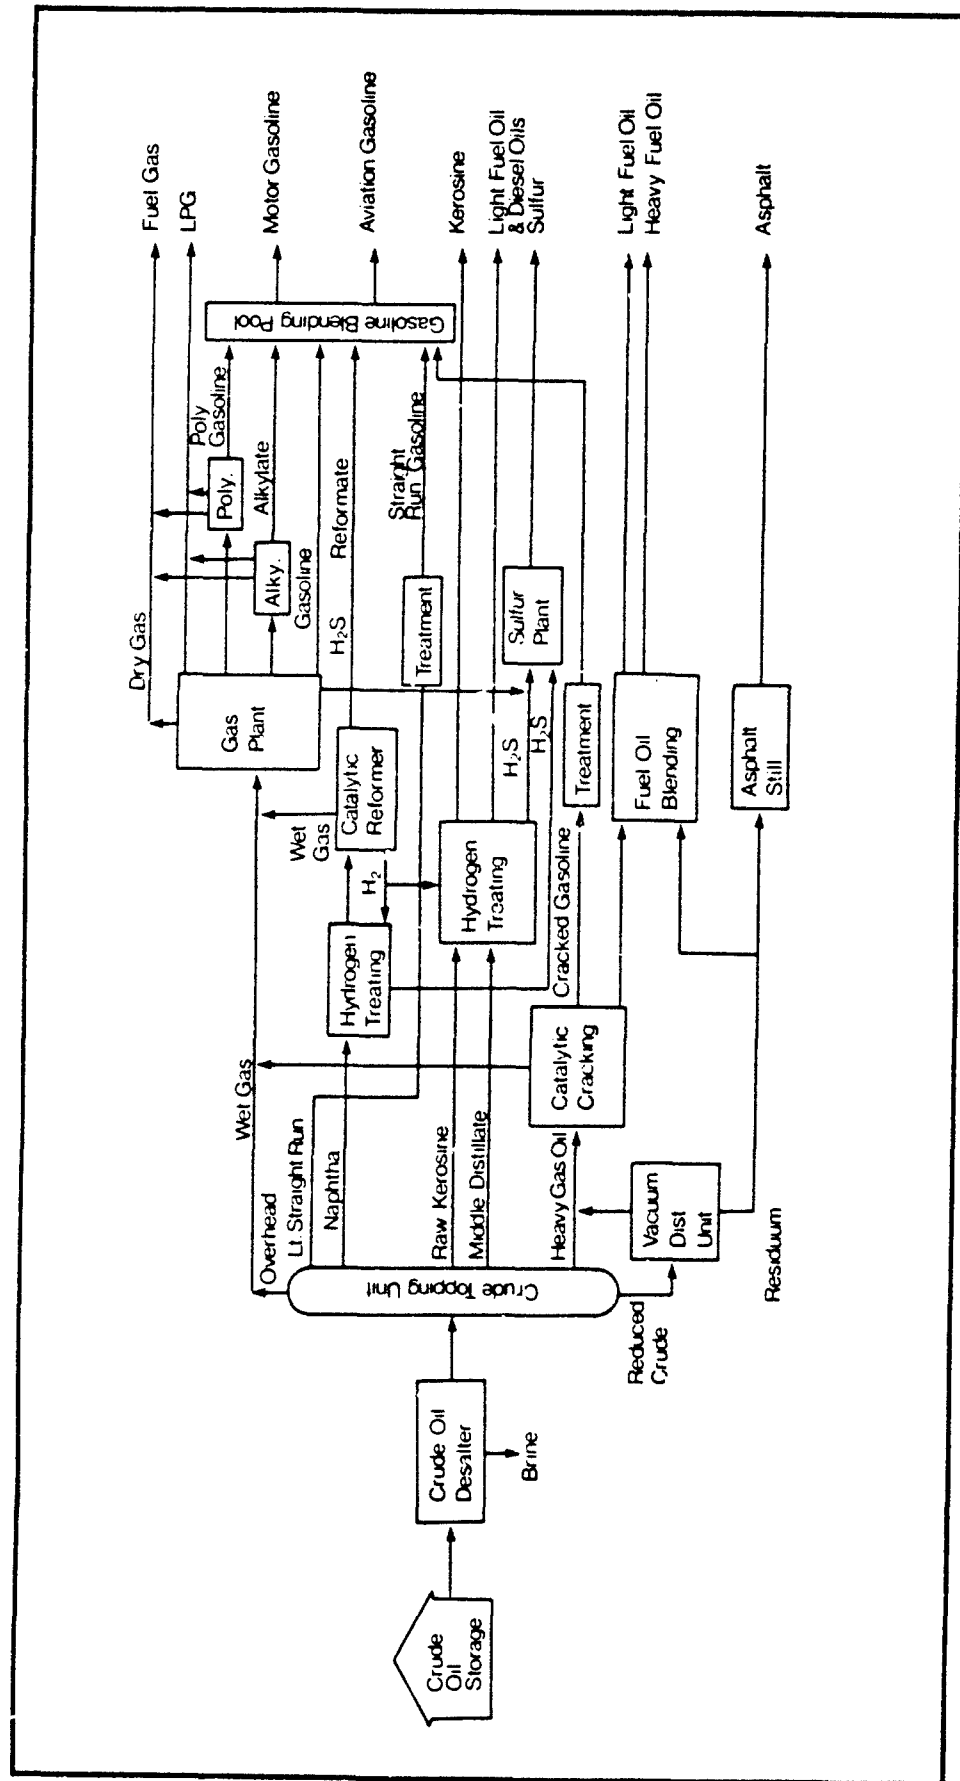 Crude
Oil
Storage
Crude Oil
Desalter
Brine
Crude Topping Unit
Overhead
Lt. Straight Run
Naphtha
Raw Kerosine
Middle Distillate
Heavy Gas Oil
Reduced
Crude
Vacuum
Dist
Unit
Residuum
Wet Gas
Hydrogen
Treating
H2
Wet
Gas
Catalytic
Reformer
Catalytic
Cracking
Cracked Gasoline
Hydrogen
Treating
H2S
H2S
Gas
Plant
Dry Gas
H2S
Reformate
Alky.
Gasoline
Alkylate
Poly.
Poly
Gasoline
Treatment
Straight
Run Gasoline
Sulfur
Plant
Treatment
Fuel Oil
Blending
Asphalt
Still
Gasoline Blending Pool
Fuel Gas
LPG
Motor Gasoline
Aviation Gasoline
Kerosine
Light Fuel Oil
& Diesel Oils
Sulfur
Light Fuel Oil
Heavy Fuel Oil
Asphalt